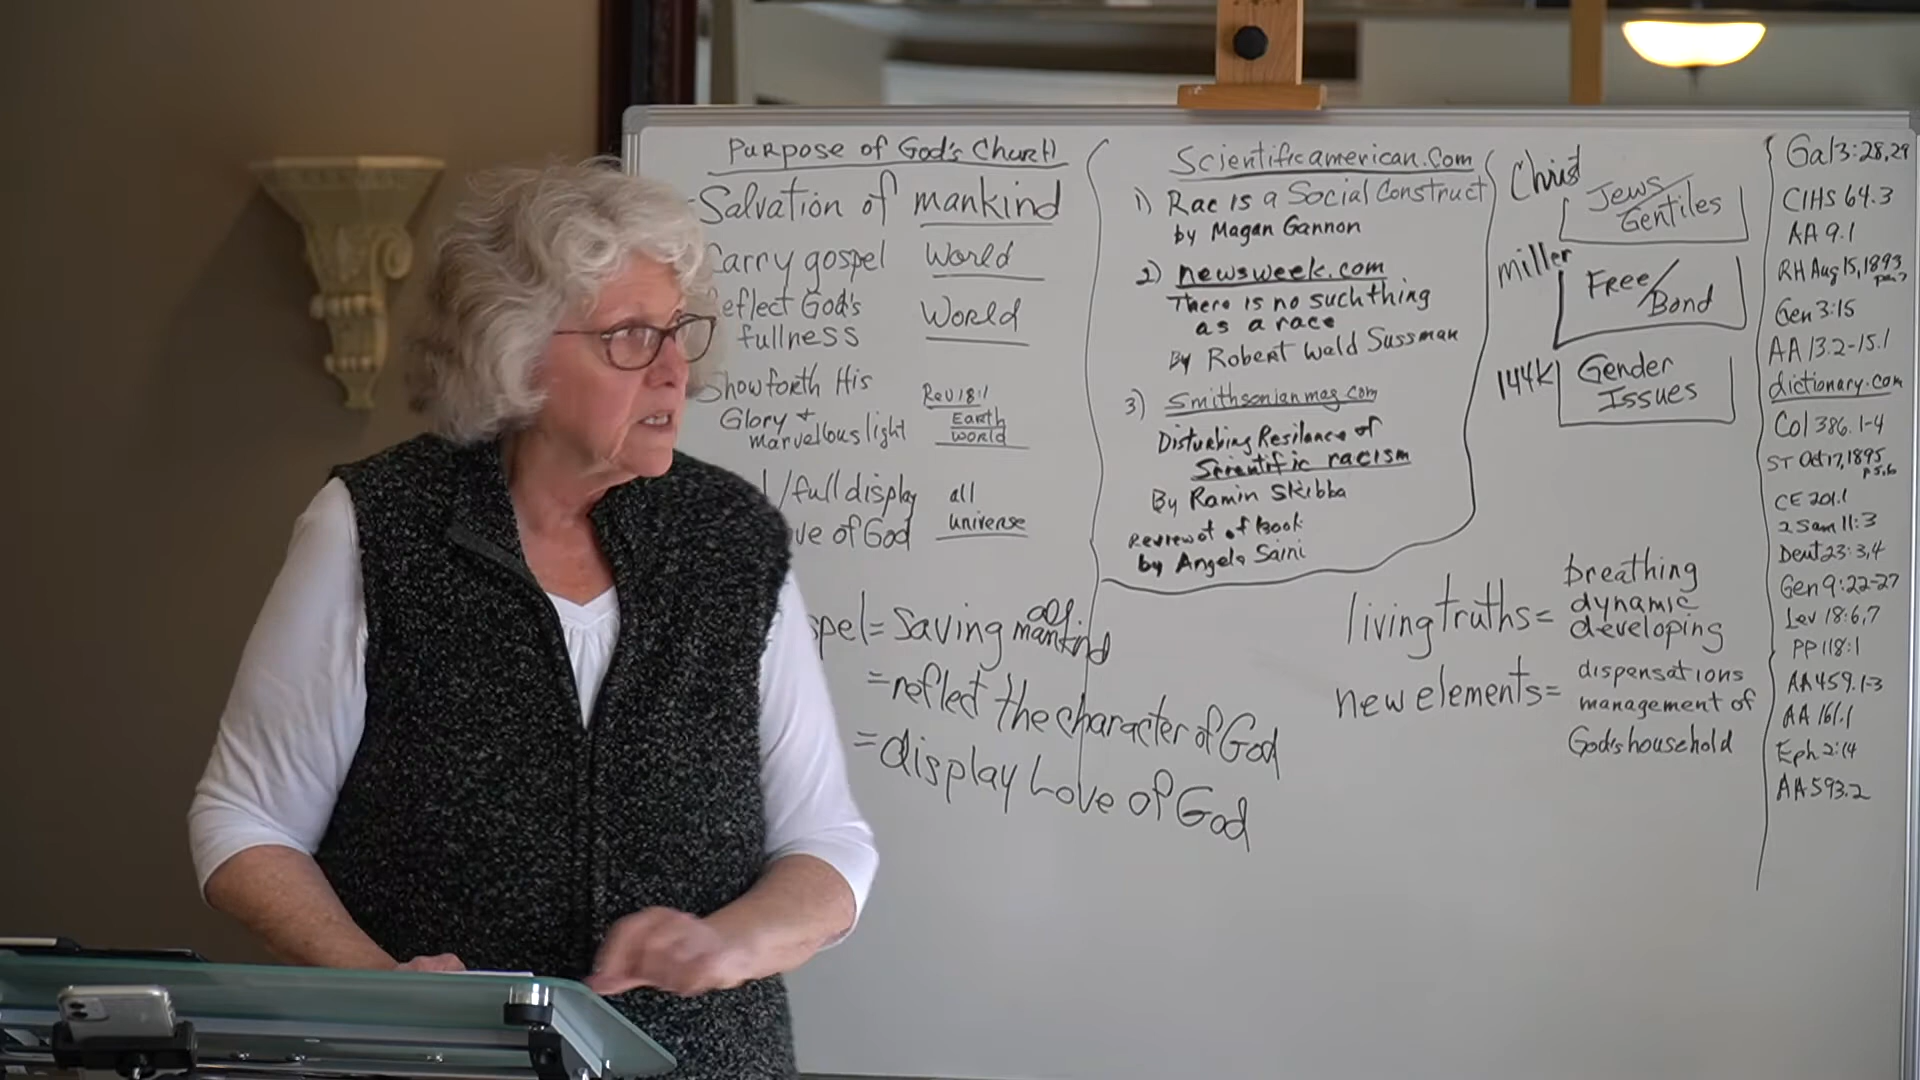 Purpose of God's Church
Salvation of mankind
Carry gospel World
eflect God's
fullness World
Show forth His
Glory +
marvellous light
Rev 18:1
Earth
World
/full display
ve of God
all
universe
spel = Saving all mankind
= reflect the character of God
= display Love of God
Scientificamerican.com
1) Rac is a Social Construct
by Magan Gannon
2) newsweek.com
There is no such thing
as a race
By Robert Wald Sussman
3) Smithsonianmag.com
Disturbing Resilance of
Scientific racism
By Ramin Skibba
of Book
by Angela Saini
Christ
Jews/
Gentiles
miller
Free/
Bond
144K
Gender
Issues
living truths =
breathing
dynamic
developing
new elements =
dispensations
management of
God's household
Gal 3:28,29
CIHS 64.3
AA 9.1
RH Aug 15, 1893
Gen 3:15
AA 13.2-15.1
dictionary.com
Col 386.1-4
ST Oct 17, 1895
p 5,6
CE 201.1
2 Sam 11:3
Deut 23:3,4
Gen 9:22-27
Lev 18:6,7
PP 118:1
AA 459.1-3
AA 161.1
Eph 2:14
AA 593.2